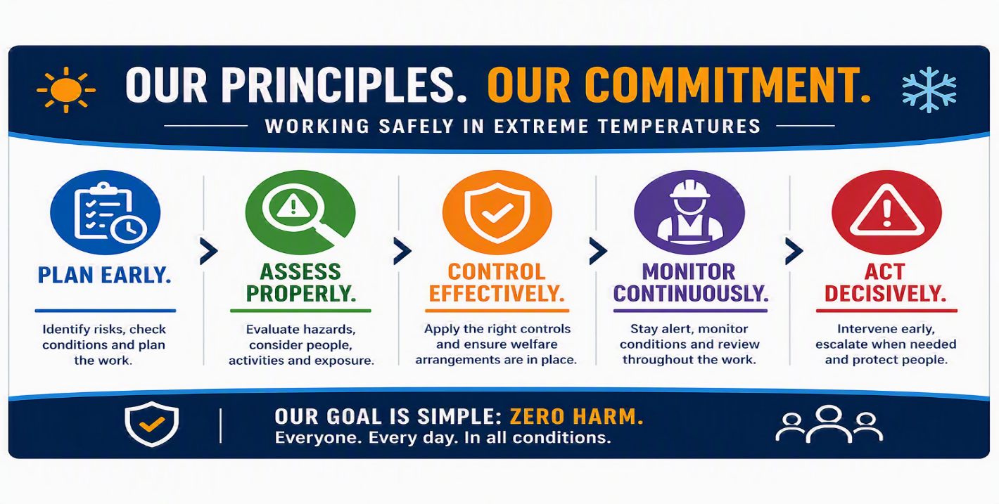 OUR PRINCIPLES. OUR COMMITMENT.
WORKING SAFELY IN EXTREME TEMPERATURES
PLAN EARLY.
Identify risks, check
conditions and plan
the work.
ASSESS
PROPERLY.
Evaluate hazards,
consider people,
activities and exposure.
CONTROL
EFFECTIVELY.
Apply the right controls
and ensure welfare
arrangements are in place.
MONITOR
CONTINUOUSLY.
Stay alert, monitor
conditions and review
throughout the work.
ACT
DECISIVELY.
Intervene early,
escalate when needed
and protect people.
OUR GOAL IS SIMPLE: ZERO HARM.
Everyone. Every day. In all conditions.